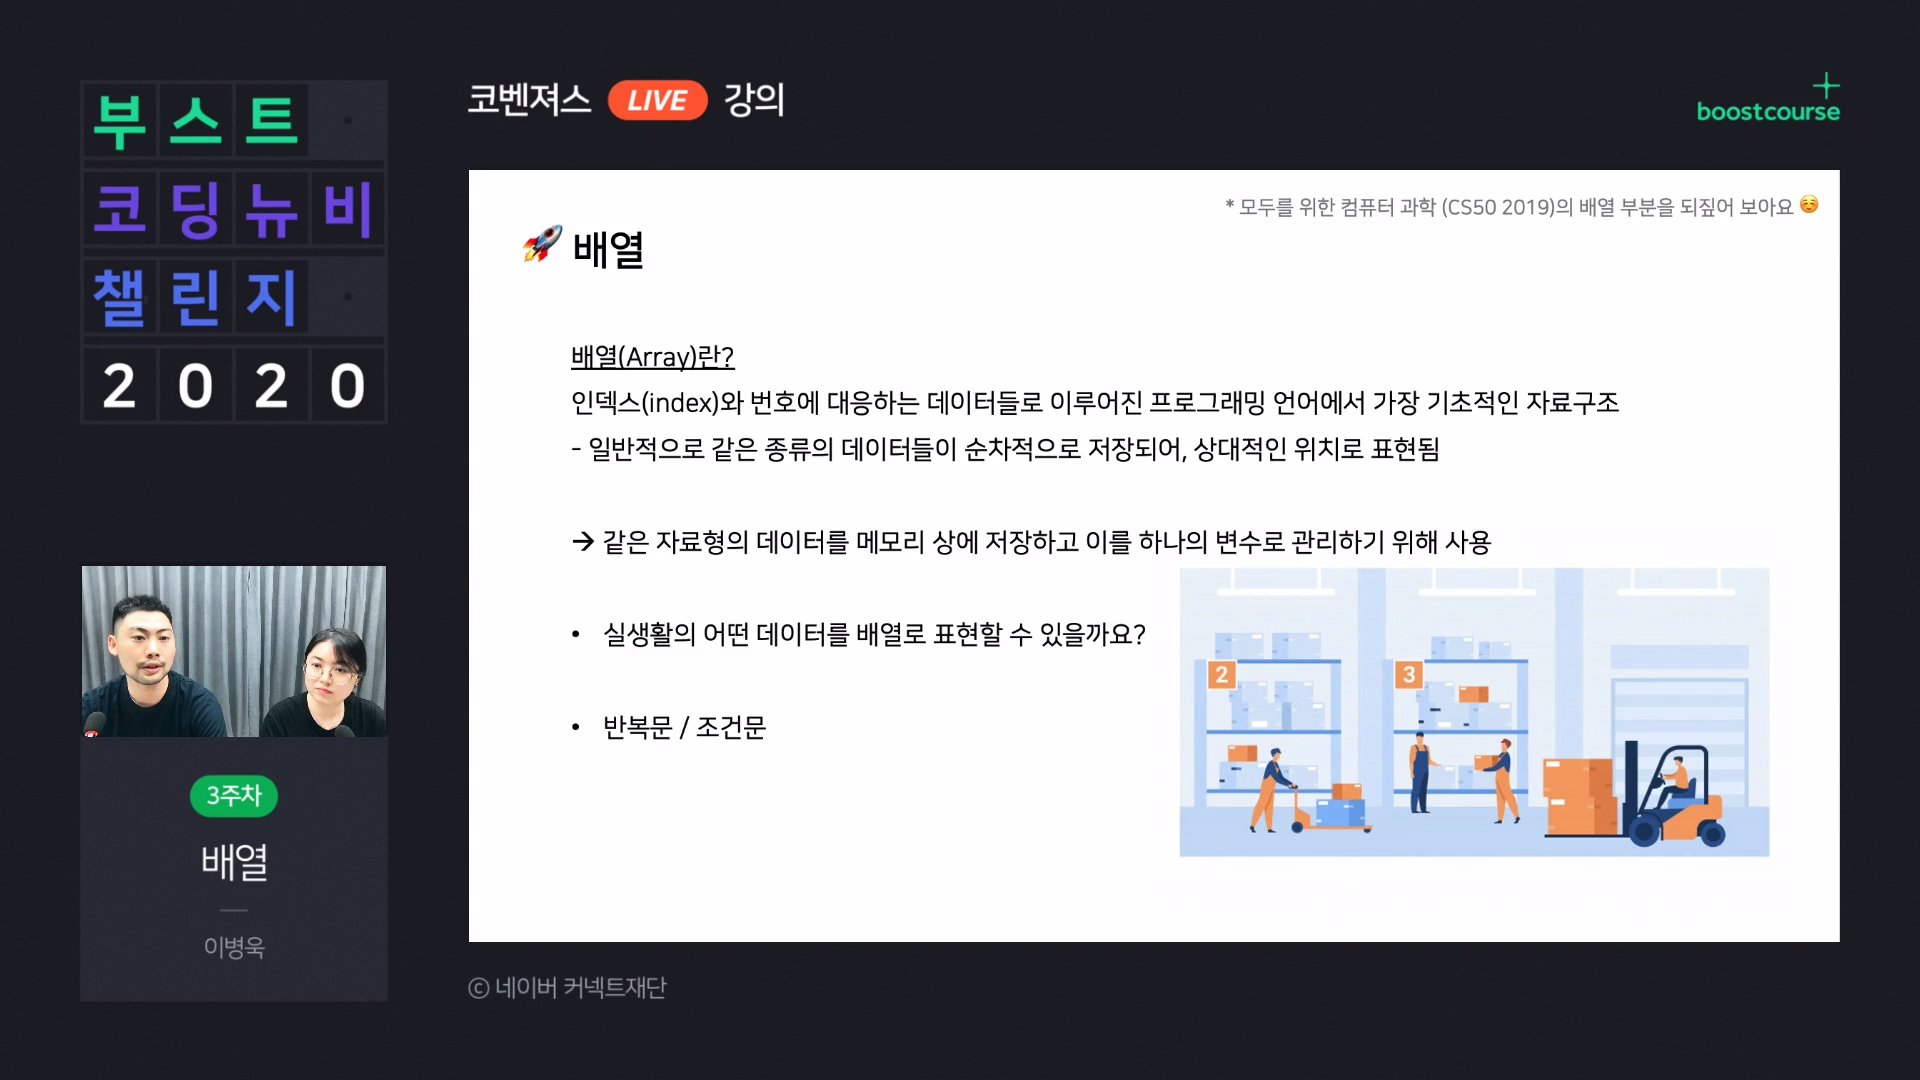 부스트
코딩뉴비
챌린지
2020
코벤져스 LIVE 강의
boostcourse
* 모두를 위한 컴퓨터 과학 (CS50 2019)의 배열 부분을 되짚어 보아요 ☺️
🚀 배열
배열(Array)란?
인덱스(index)와 번호에 대응하는 데이터들로 이루어진 프로그래밍 언어에서 가장 기초적인 자료구조
- 일반적으로 같은 종류의 데이터들이 순차적으로 저장되어, 상대적인 위치로 표현됨
→ 같은 자료형의 데이터를 메모리 상에 저장하고 이를 하나의 변수로 관리하기 위해 사용
• 실생활의 어떤 데이터를 배열로 표현할 수 있을까요?
• 반복문 / 조건문
2
3
3주차
배열
이병욱
ⓒ 네이버 커넥트재단